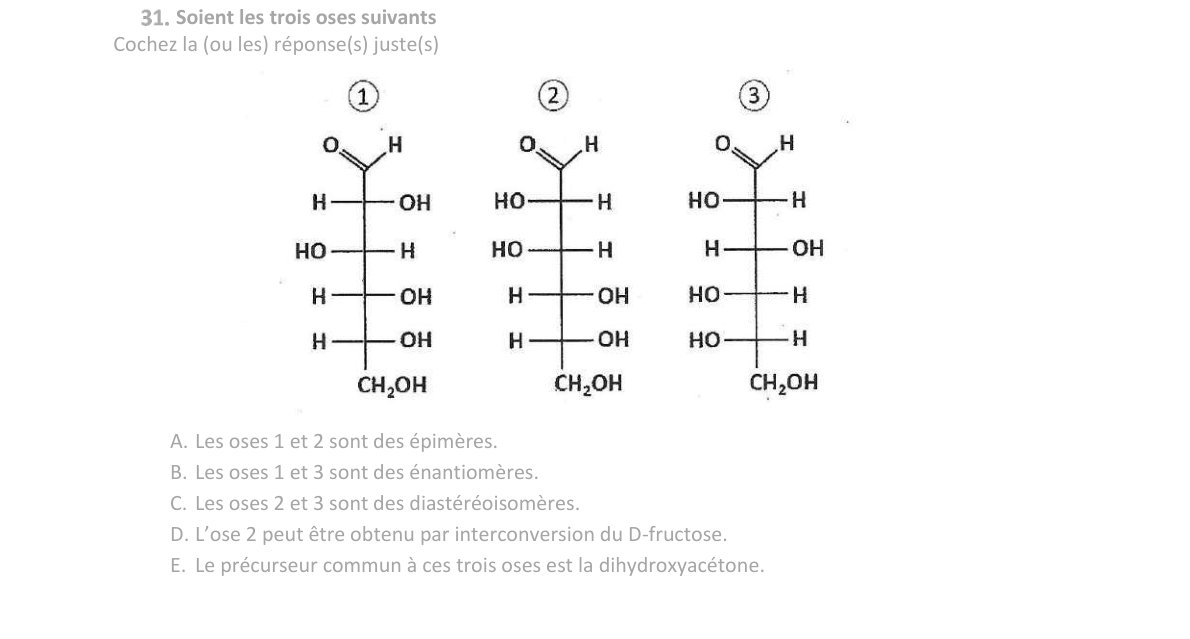 31. Soient les trois oses suivants
Cochez la (ou les) réponse(s) juste(s)
1 2 3
O H O H O H
H OH HO H HO H
HO H HO H H OH
H OH H OH HO H
H OH H OH HO H
CH₂OH CH₂OH CH₂OH
A. Les oses 1 et 2 sont des épimères.
B. Les oses 1 et 3 sont des énantiomères.
C. Les oses 2 et 3 sont des diastéréoisomères.
D. L’ose 2 peut être obtenu par interconversion du D-fructose.
E. Le précurseur commun à ces trois oses est la dihydroxyacétone.